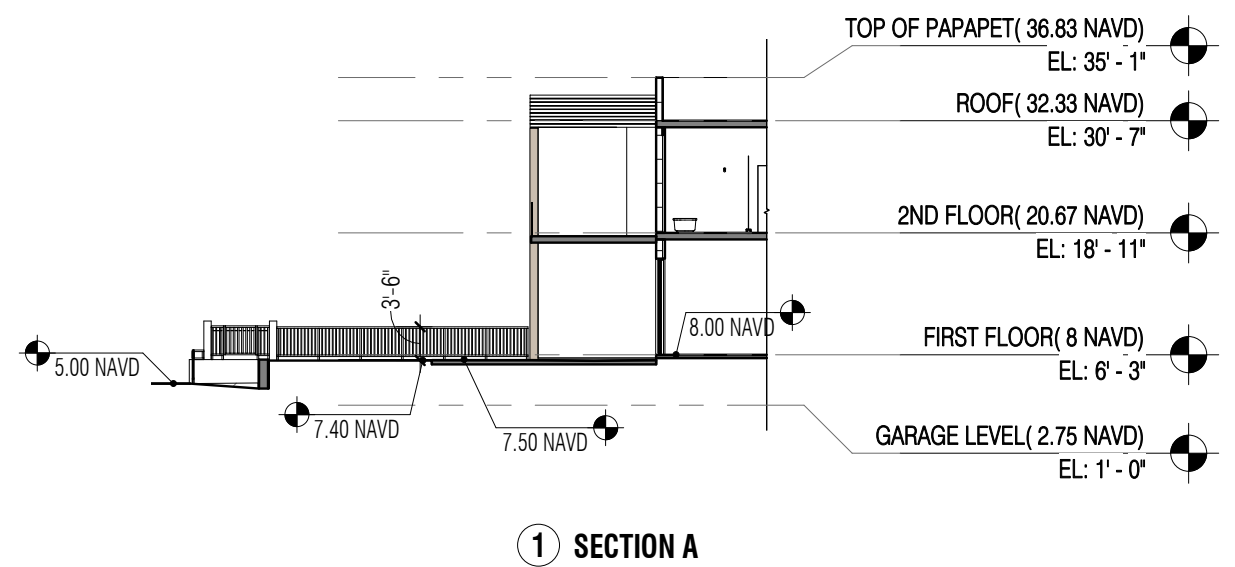 TOP OF PAPAPET( 36.83 NAVD)
EL: 35' - 1"
ROOF( 32.33 NAVD)
EL: 30' - 7"
2ND FLOOR( 20.67 NAVD)
EL: 18' - 11"
3'-6"
8.00 NAVD
FIRST FLOOR( 8 NAVD)
EL: 6' - 3"
5.00 NAVD
7.40 NAVD
7.50 NAVD
GARAGE LEVEL( 2.75 NAVD)
EL: 1' - 0"
1 SECTION A